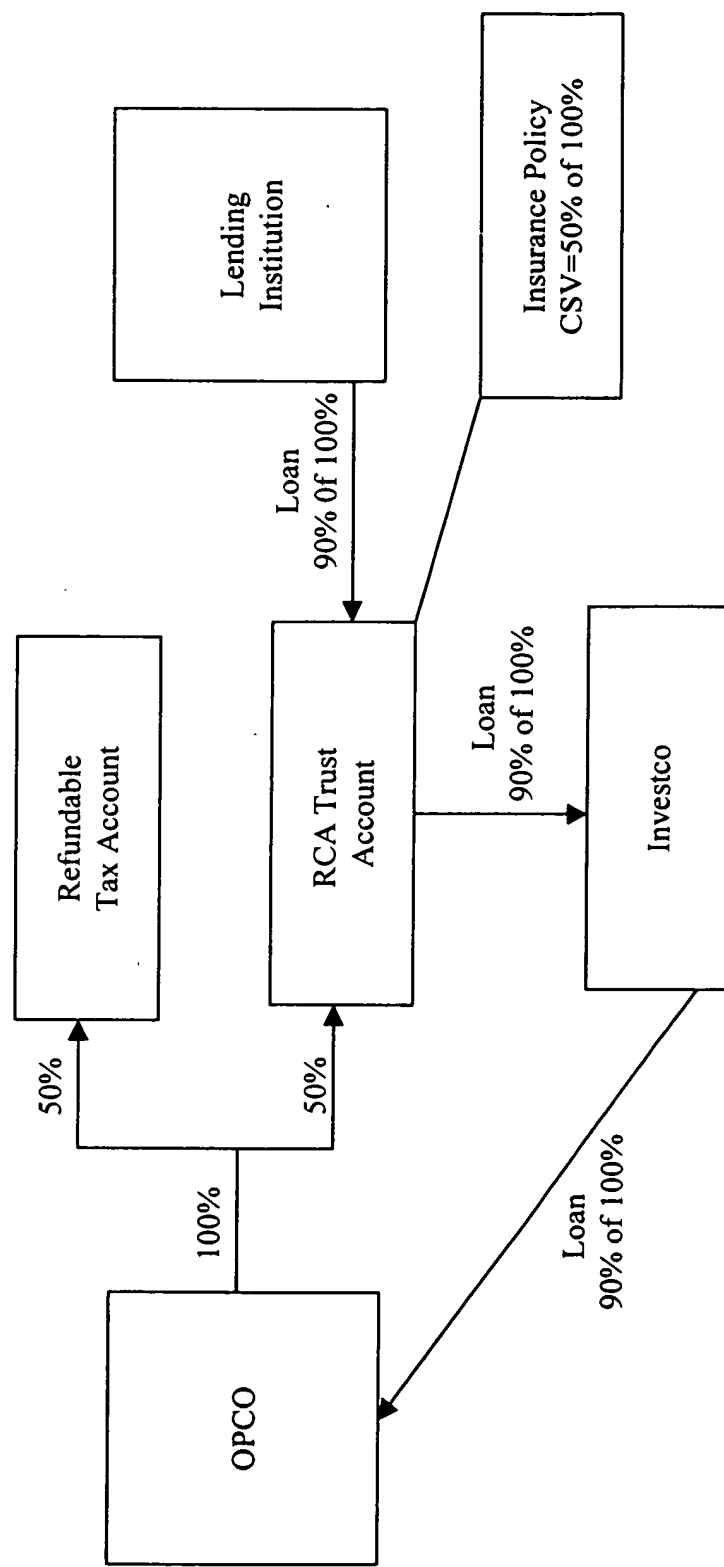 OPCO
100%
50%
50%
Refundable
Tax Account
RCA Trust
Account
Loan
90% 0f 100%
Lending
Institution
Insurance Policy
CSV=50% of 100%
Loan
90% of 100%
Investco
Loan
90% of 100%